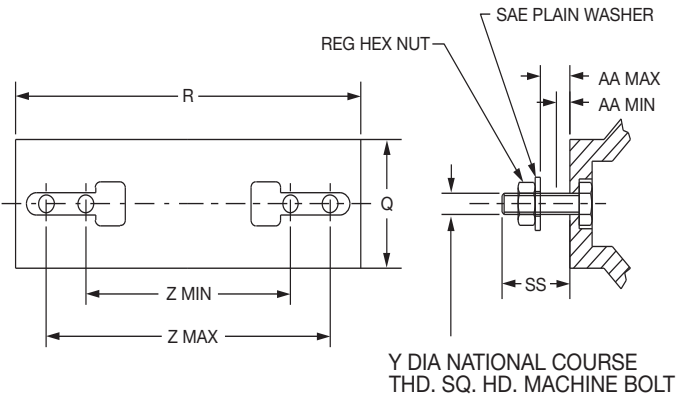 SAE PLAIN WASHER
REG HEX NUT
R
AA MAX
AA MIN
Q
Z MIN
SS
Z MAX
Y DIA NATIONAL COURSE
THD. SQ. HD. MACHINE BOLT